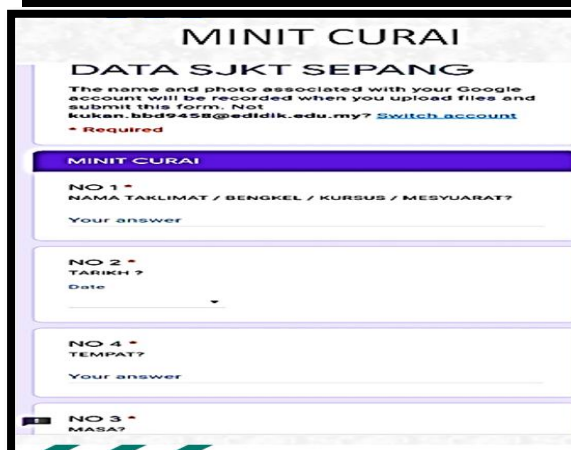 MINIT CURAI
DATA SJKT SEPANG
The name and photo associated with your Google
account will be recorded when you upload files and
submit this form. Not
kukan.bbd9458@edidik.edu.my? Switch account
* Required
MINIT CURAI
NO 1 *
NAMA TAKLIMAT / BENGKEL / KURSUS / MESYUARAT?
Your answer
NO 2 *
TARIKH ?
Date
NO 4 *
TEMPAT?
Your answer
NO 3 *
MASA?